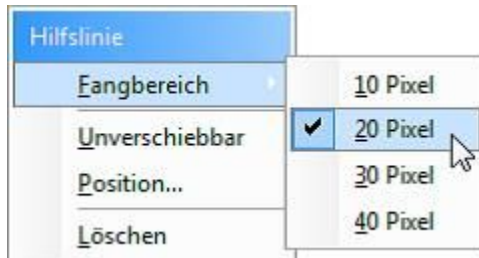 Hilfslinie
Fangbereich
Unverschiebbar
Position...
Löschen
10 Pixel
20 Pixel
30 Pixel
40 Pixel